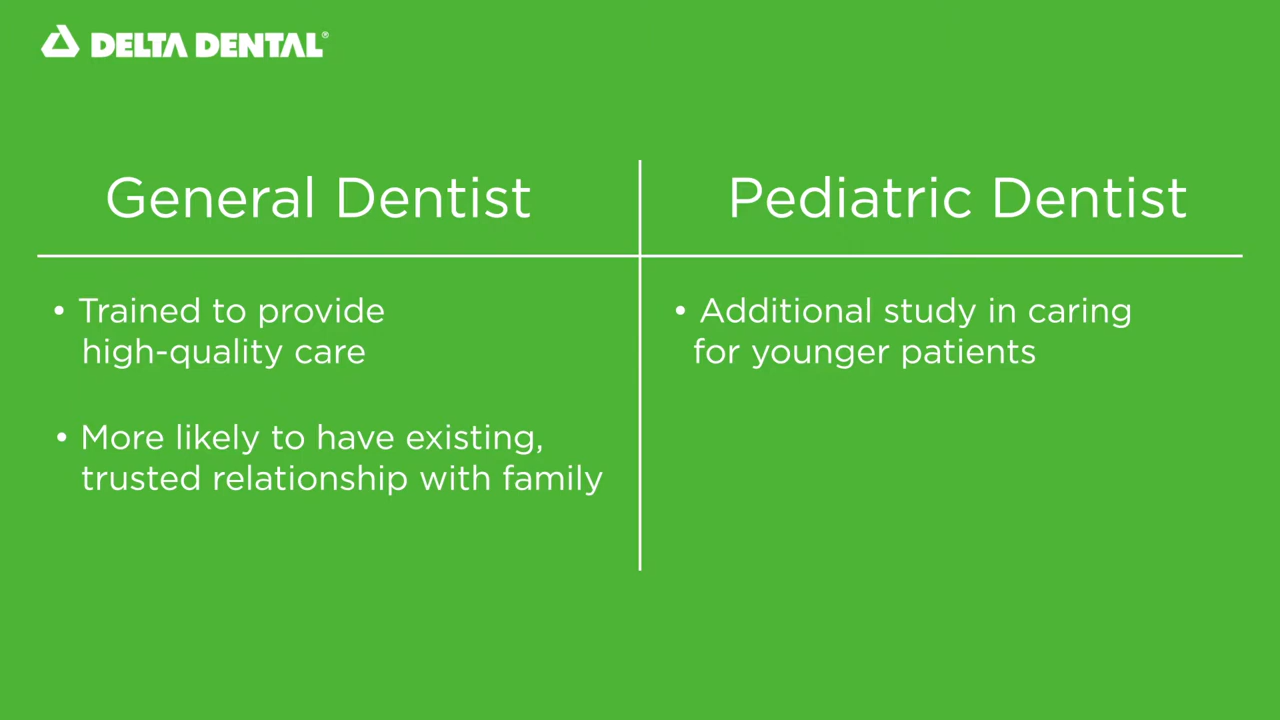 DELTA DENTAL®
General Dentist
Pediatric Dentist
• Trained to provide
high-quality care
• More likely to have existing,
trusted relationship with family
• Additional study in caring
for younger patients